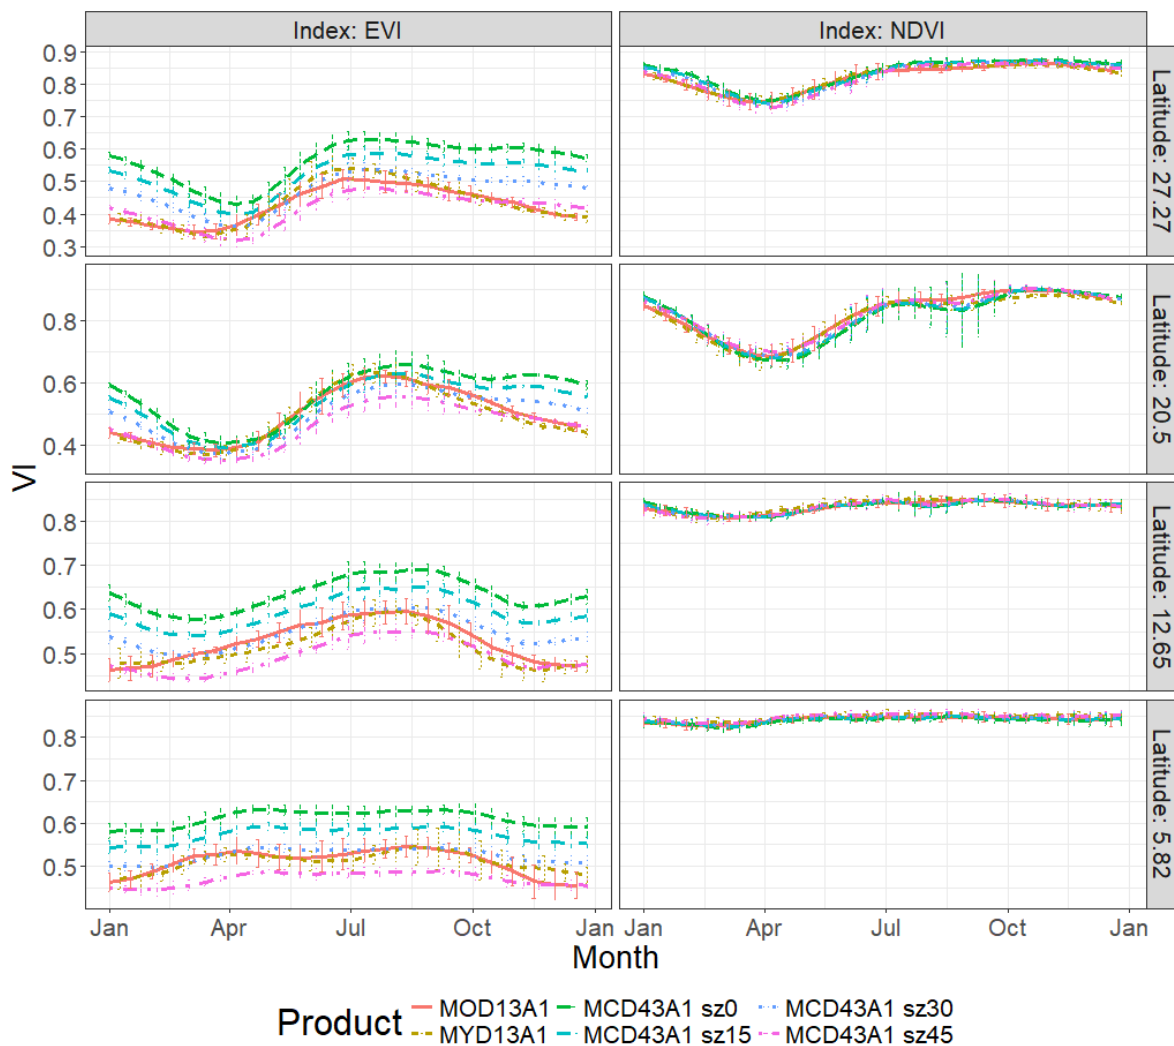 Index: EVI
Index: NDVI
0.9
0.8
0.7
0.6
0.5
0.4
0.3
Latitude: 27.27
0.8
0.6
0.4
Latitude: 20.5
VI
0.8
0.7
0.6
0.5
Latitude: 12.65
0.8
0.7
0.6
0.5
Latitude: 5.82
Jan Apr Jul Oct Jan
Jan Apr Jul Oct Jan
Month
Product
MOD13A1 MCD43A1 sz0 MCD43A1 sz30
MYD13A1 MCD43A1 sz15 MCD43A1 sz45